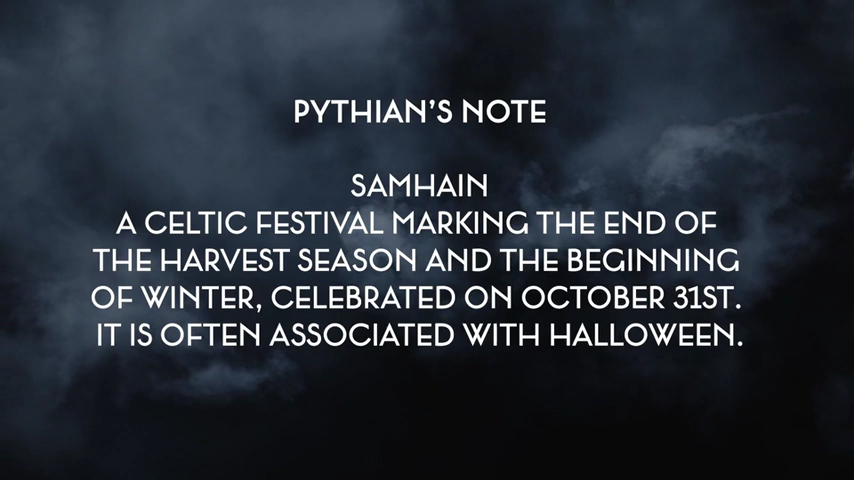 PYTHIAN'S NOTE
SAMHAIN
A CELTIC FESTIVAL MARKING THE END OF
THE HARVEST SEASON AND THE BEGINNING
OF WINTER, CELEBRATED ON OCTOBER 31ST.
IT IS OFTEN ASSOCIATED WITH HALLOWEEN.